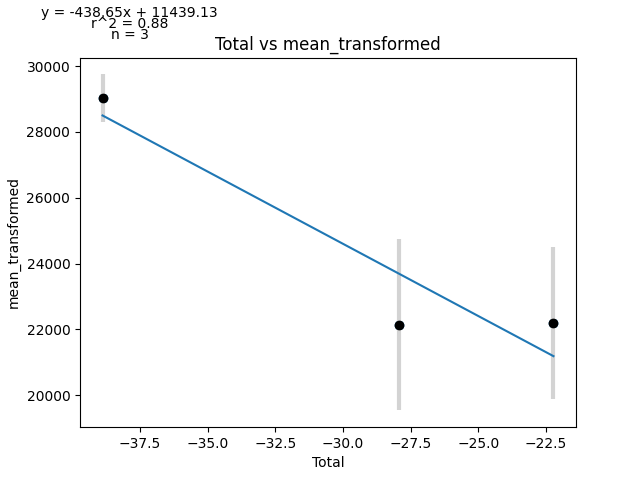 y = -438.65x + 11439.13
r^2 = 0.88
n = 3
Total vs mean_transformed
30000
28000
26000
24000
22000
20000
mean_transformed
−37.5 −35.0 −32.5 −30.0 −27.5 −25.0 −22.5
Total